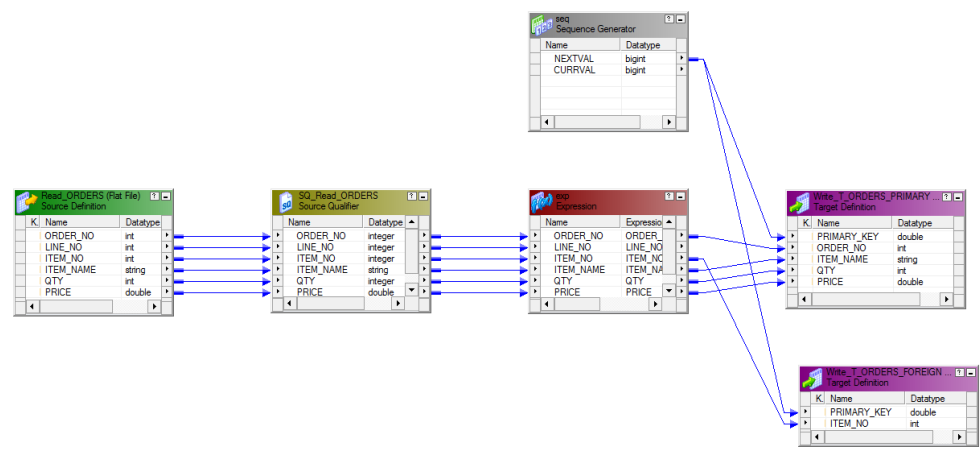 seq
Sequence Generator
Name Datatype
NEXTVAL bigint
CURRVAL bigint
Read_ORDERS (Flat File)
Source Definition
K. Name Datatype
ORDER_NO int
LINE_NO int
ITEM_NO int
ITEM_NAME string
QTY int
PRICE double
SQ_Read_ORDERS
Source Qualifier
Name Datatype
ORDER_NO integer
LINE_NO integer
ITEM_NO integer
ITEM_NAME string
QTY integer
PRICE double
exp
Expression
Name Expressio
ORDER_NO ORDER_
LINE_NO LINE_NO
ITEM_NO ITEM_NO
ITEM_NAME ITEM_NA
QTY QTY
PRICE PRICE
Write_T_ORDERS_PRIMARY ...
Target Definition
K. Name Datatype
PRIMARY_KEY double
ORDER_NO int
ITEM_NAME string
QTY int
PRICE double
Write_T_ORDERS_FOREIGN ...
Target Definition
K. Name Datatype
PRIMARY_KEY double
ITEM_NO int